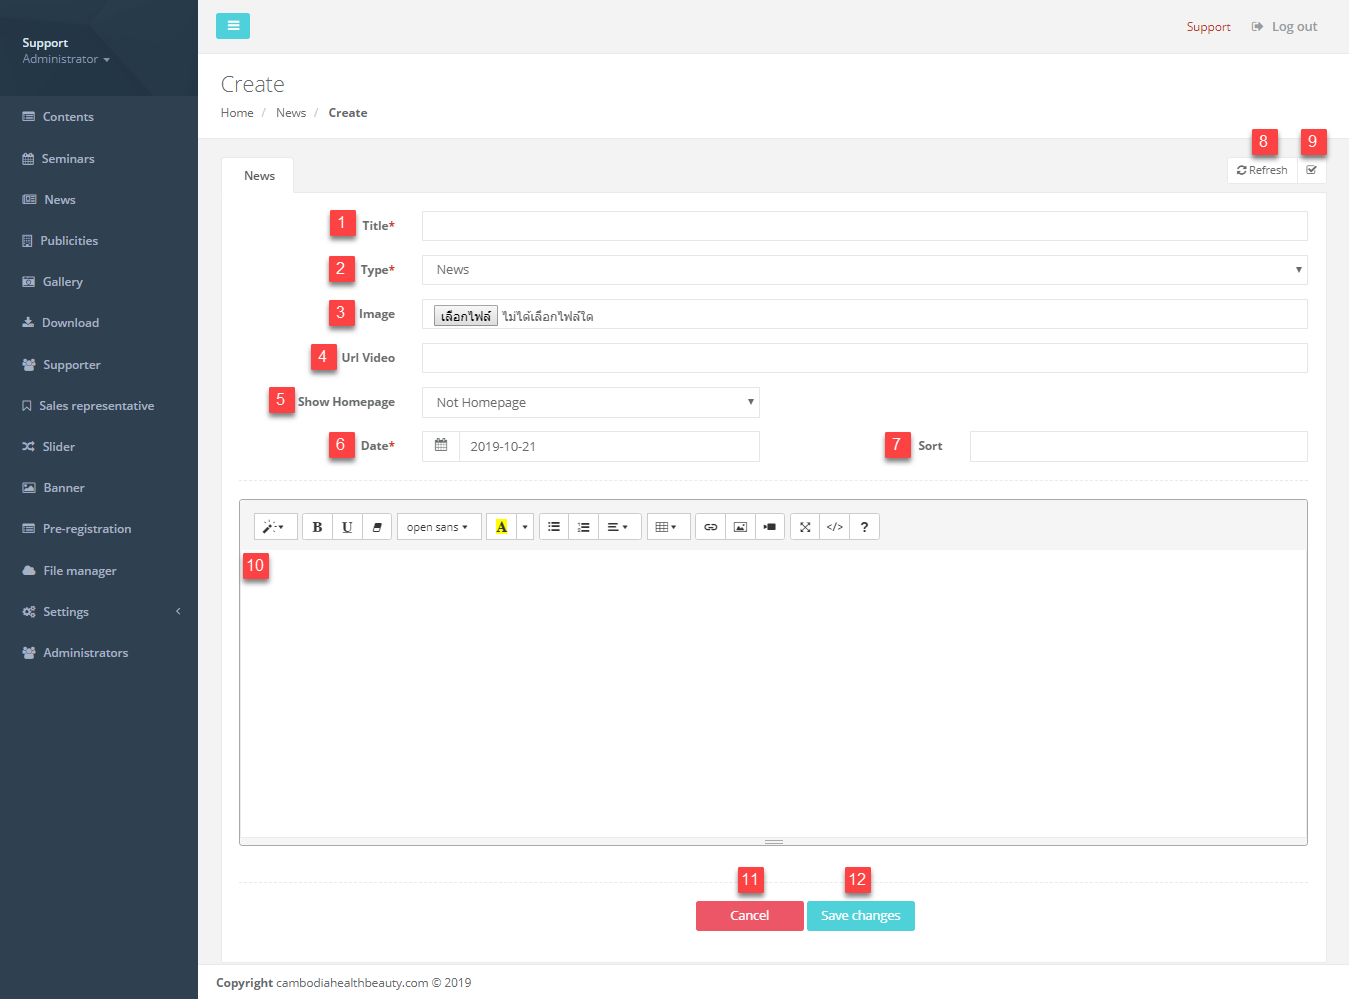 Support
Administrator
Contents
Seminars
News
Publicities
Gallery
Download
Supporter
Sales representative
Slider
Banner
Pre-registration
File manager
Settings
Administrators
Support
Log out
Create
Home / News / Create
8 9
News
Refresh
1 Title*
2 Type* News
3 Image เลือกไฟล์ ไม่ได้เลือกไฟล์ใด
4 Url Video
5 Show Homepage Not Homepage
6 Date* 2019-10-21 7 Sort
B U open sans A </> ?
10
11 12
Cancel Save changes
Copyright cambodiahealthbeauty.com © 2019